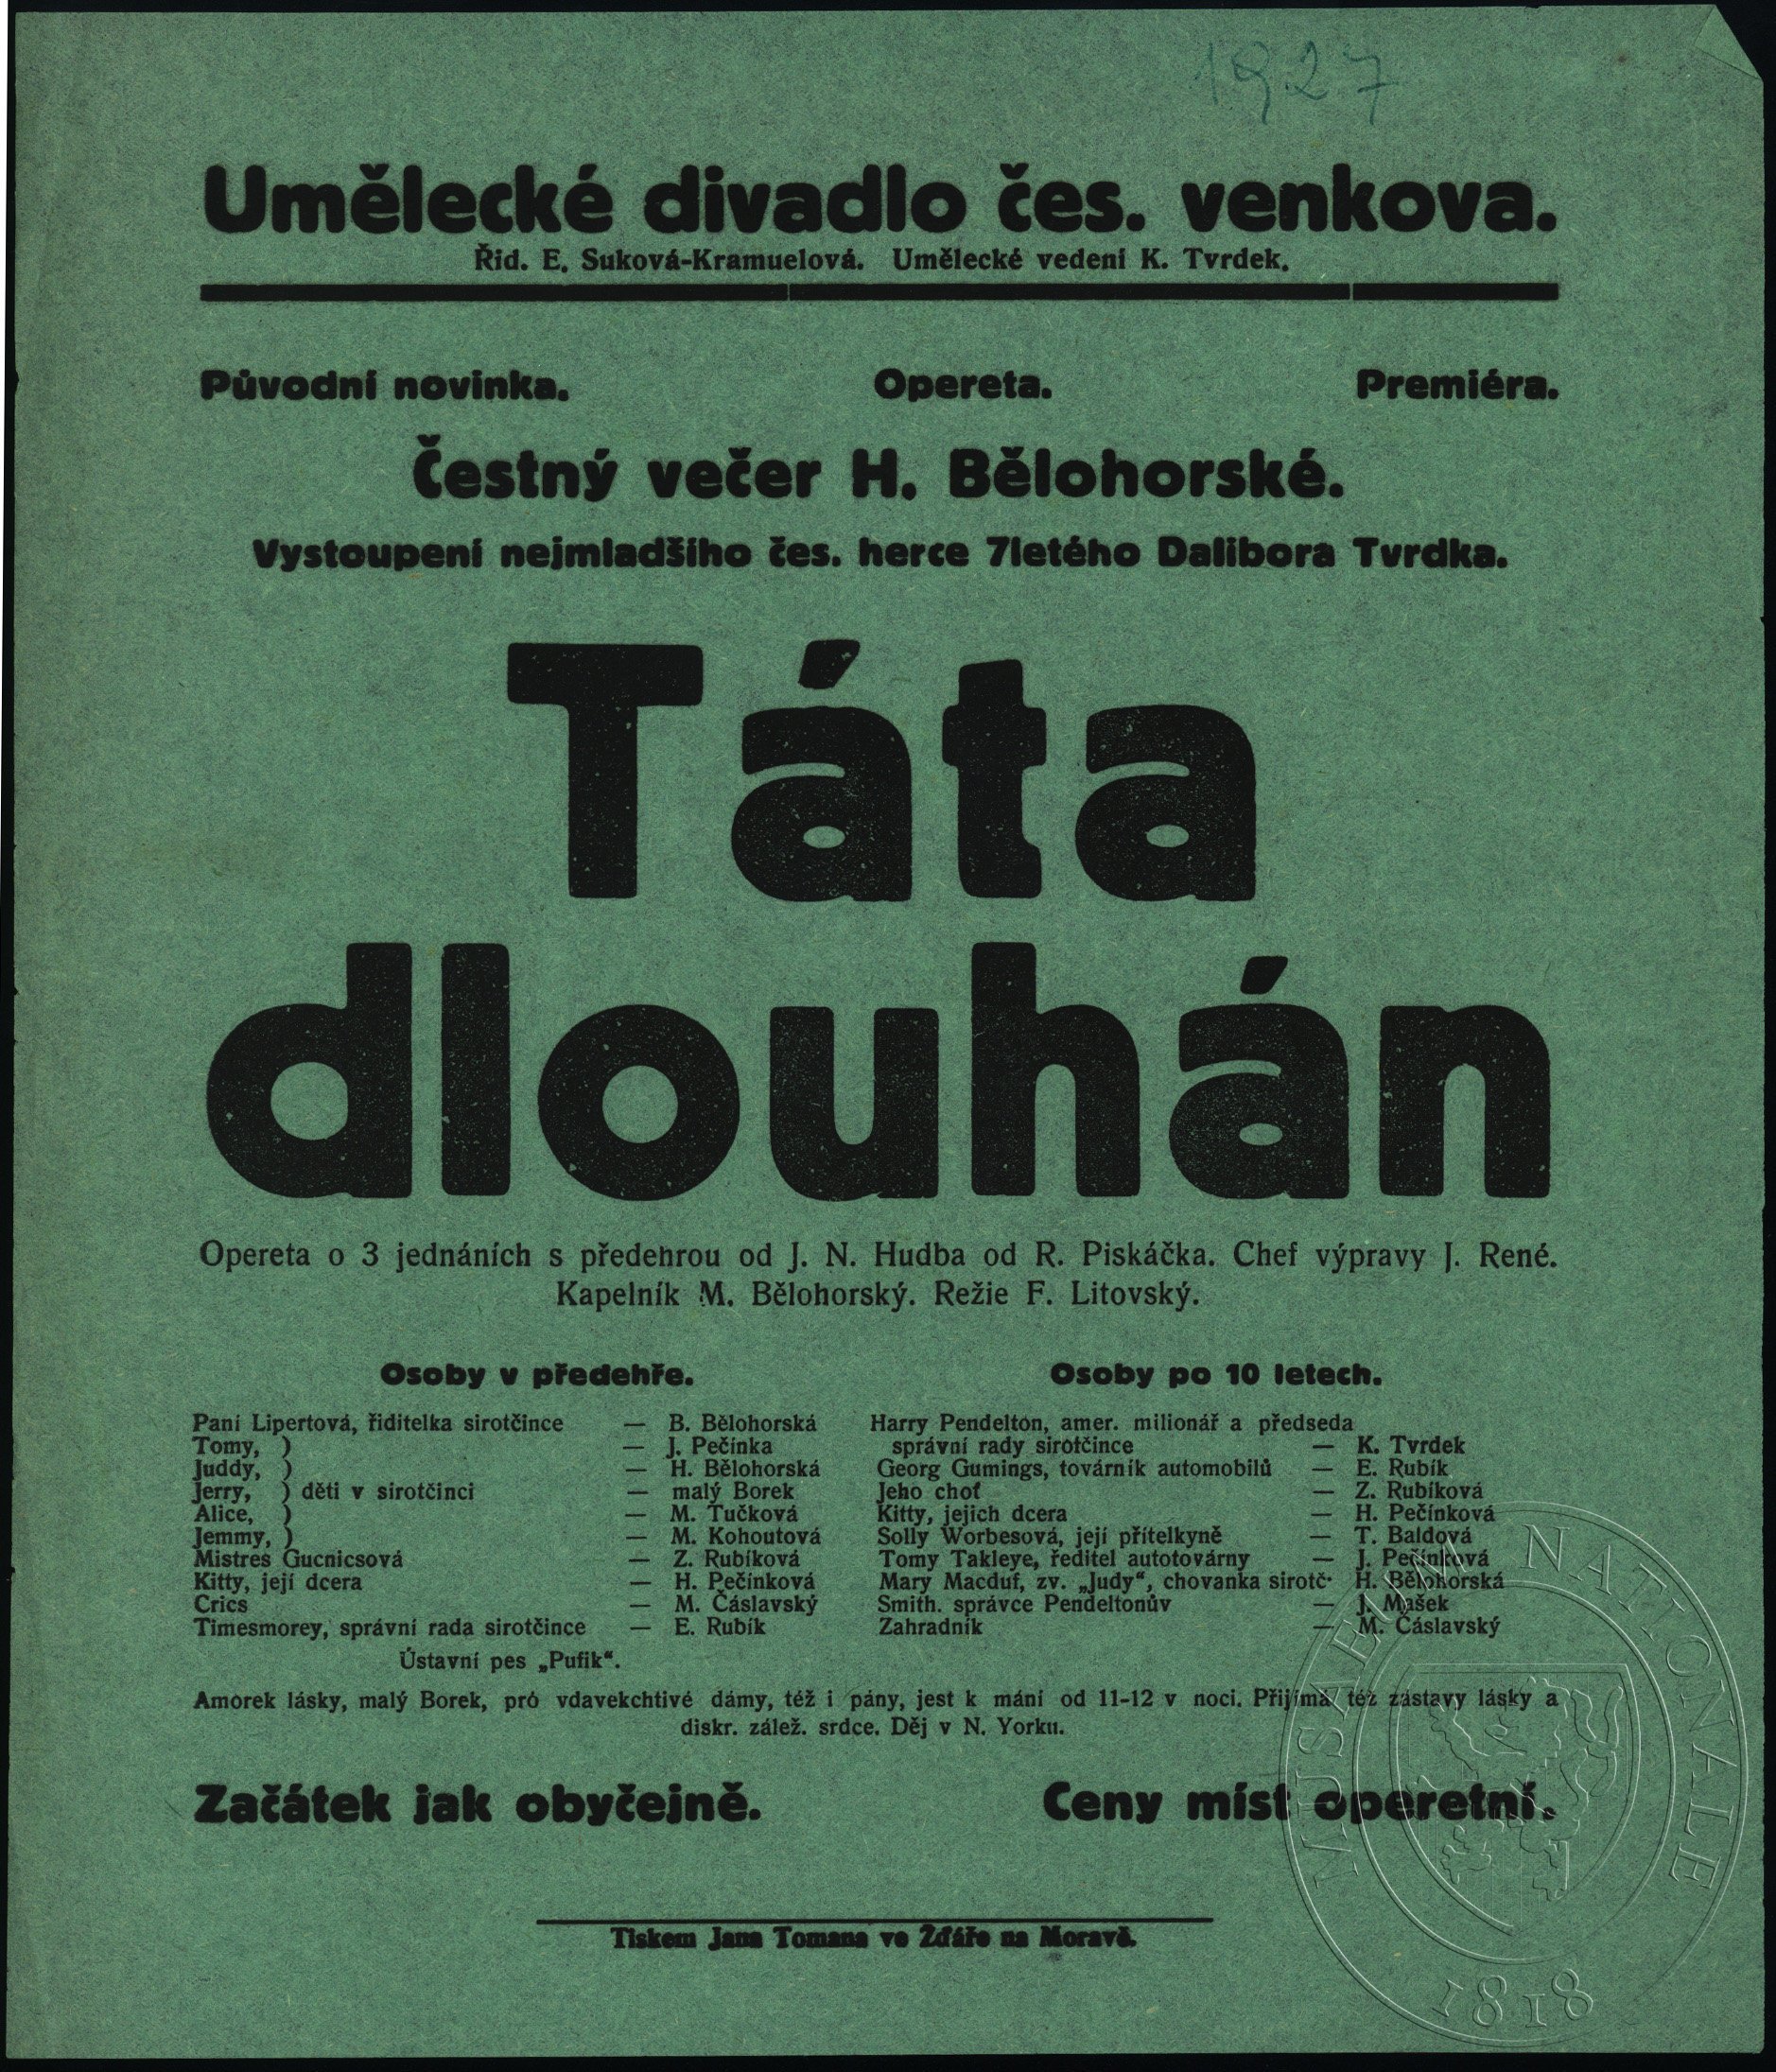 1927
Umělecké divadlo čes. venkova.
Řid. E. Suková-Kramuelová. Umělecké vedení K. Tvrdek.
Původní novinka. Opereta. Premiéra.
Čestný večer H. Bělohorské.
Vystoupení nejmladšího čes. herce 7letého Dalibora Tvrdka.
Táta
dlouhán
Opereta o 3 jednáních s předehrou od J. N. Hudba od R. Piskáčka. Chef výpravy J. René.
Kapelník M. Bělohorský. Režie F. Litovský.
Osoby v předehře.
Paní Lipertová, řiditelka sirotčince — B. Bělohorská
Tomy, ) — J. Pečínka
Juddy, ) — H. Bělohorská
Jerry, ) děti v sirotčinci — malý Borek
Alice, ) — M. Tučková
Jemmy, ) — M. Kohoutová
Mistres Gucnicsová — Z. Rubíková
Kitty, její dcera — H. Pečínková
Crics — M. Čáslavský
Timesmorey, správní rada sirotčince — E. Rubík
Ústavní pes „Pufik“.
Osoby po 10 letech.
Harry Pendelton, amer. milionář a předseda
správní rady sirotčince — K. Tvrdek
Georg Gumings, továrník automobilů — E. Rubík
Jeho choť — Z. Rubíková
Kitty, jejich dcera — H. Pečínková
Solly Worbesová, její přítelkyně — T. Baldová
Tomy Takleye, ředitel autotovárny — J. Pečínková
Mary Macduf, zv. „Judy“, chovanka sirotč. H. Bělohorská
Smith. správce Pendeltonův — J. Mašek
Zahradník — M. Čáslavský
Amorek lásky, malý Borek, pro vdavekchtivé dámy, též i pány, jest k mání od 11-12 v noci. Přijímá též zástavy lásky a
diskr. zálež. srdce. Děj v N. Yorku.
Začátek jak obyčejně. Ceny míst operetní.
Tiskem Jana Tomana ve Žďáře na Moravě.
MUSAEUM NATIONALE
1818